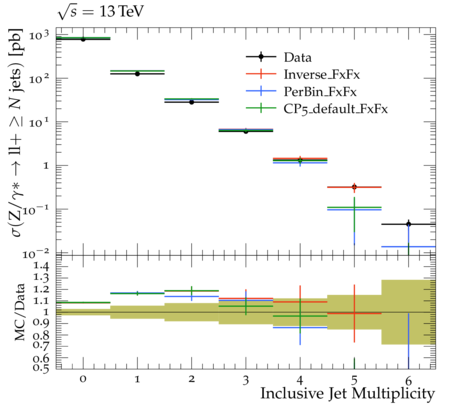 √s = 13 TeV
σ(Z/γ* → ll+ ≥ N jets) [pb]
10³
10²
10¹
1
10⁻¹
10⁻²
Data
Inverse_FxFx
PerBin_FxFx
CP5_default_FxFx
MC/Data
1.4
1.3
1.2
1.1
1
0.9
0.8
0.7
0.6
0.5
0 1 2 3 4 5 6
Inclusive Jet Multiplicity